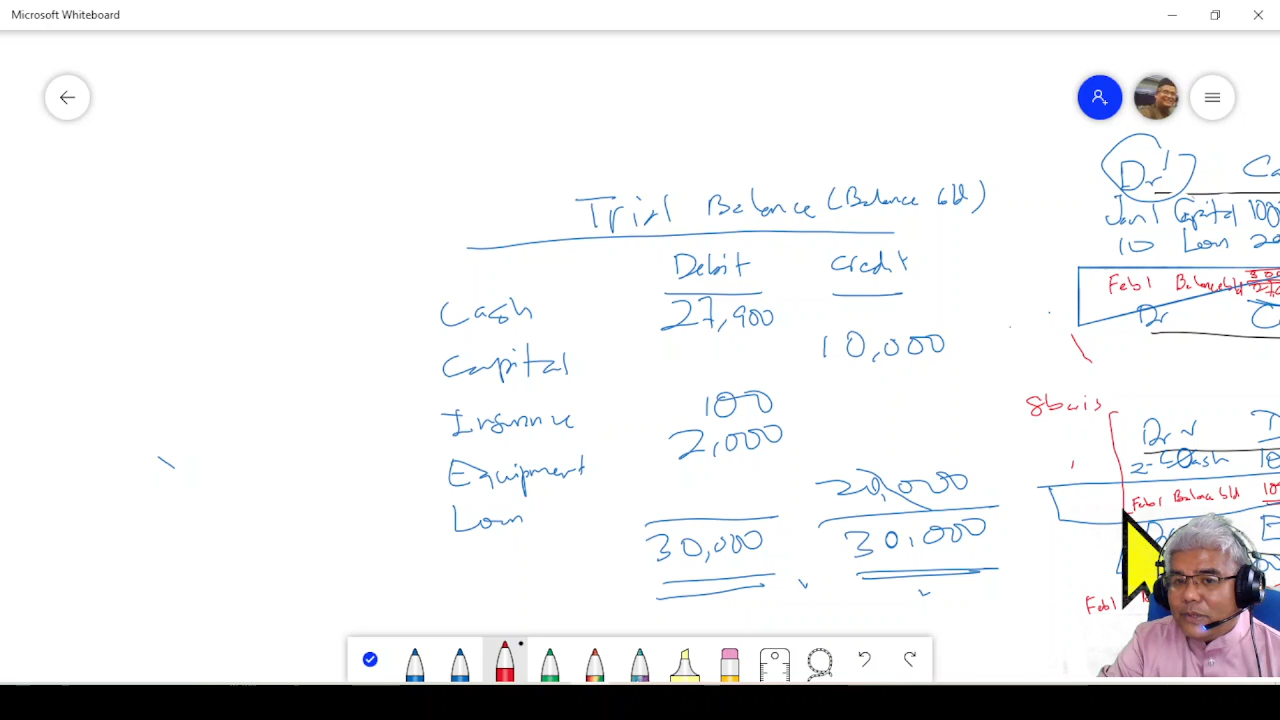 Microsoft Whiteboard
Trial Balance (Balance b/d)
Debit Credit
Cash 27,900
Capital 10,000
Insurance 100
Equipment 2,000
Loan 20,000
30,000 30,000
Dr
Jan 1 Capital
10 Loan
Feb 1 Balance b/d
Dr
Dr
Cash
Feb 1 Balance b/d
Feb 1